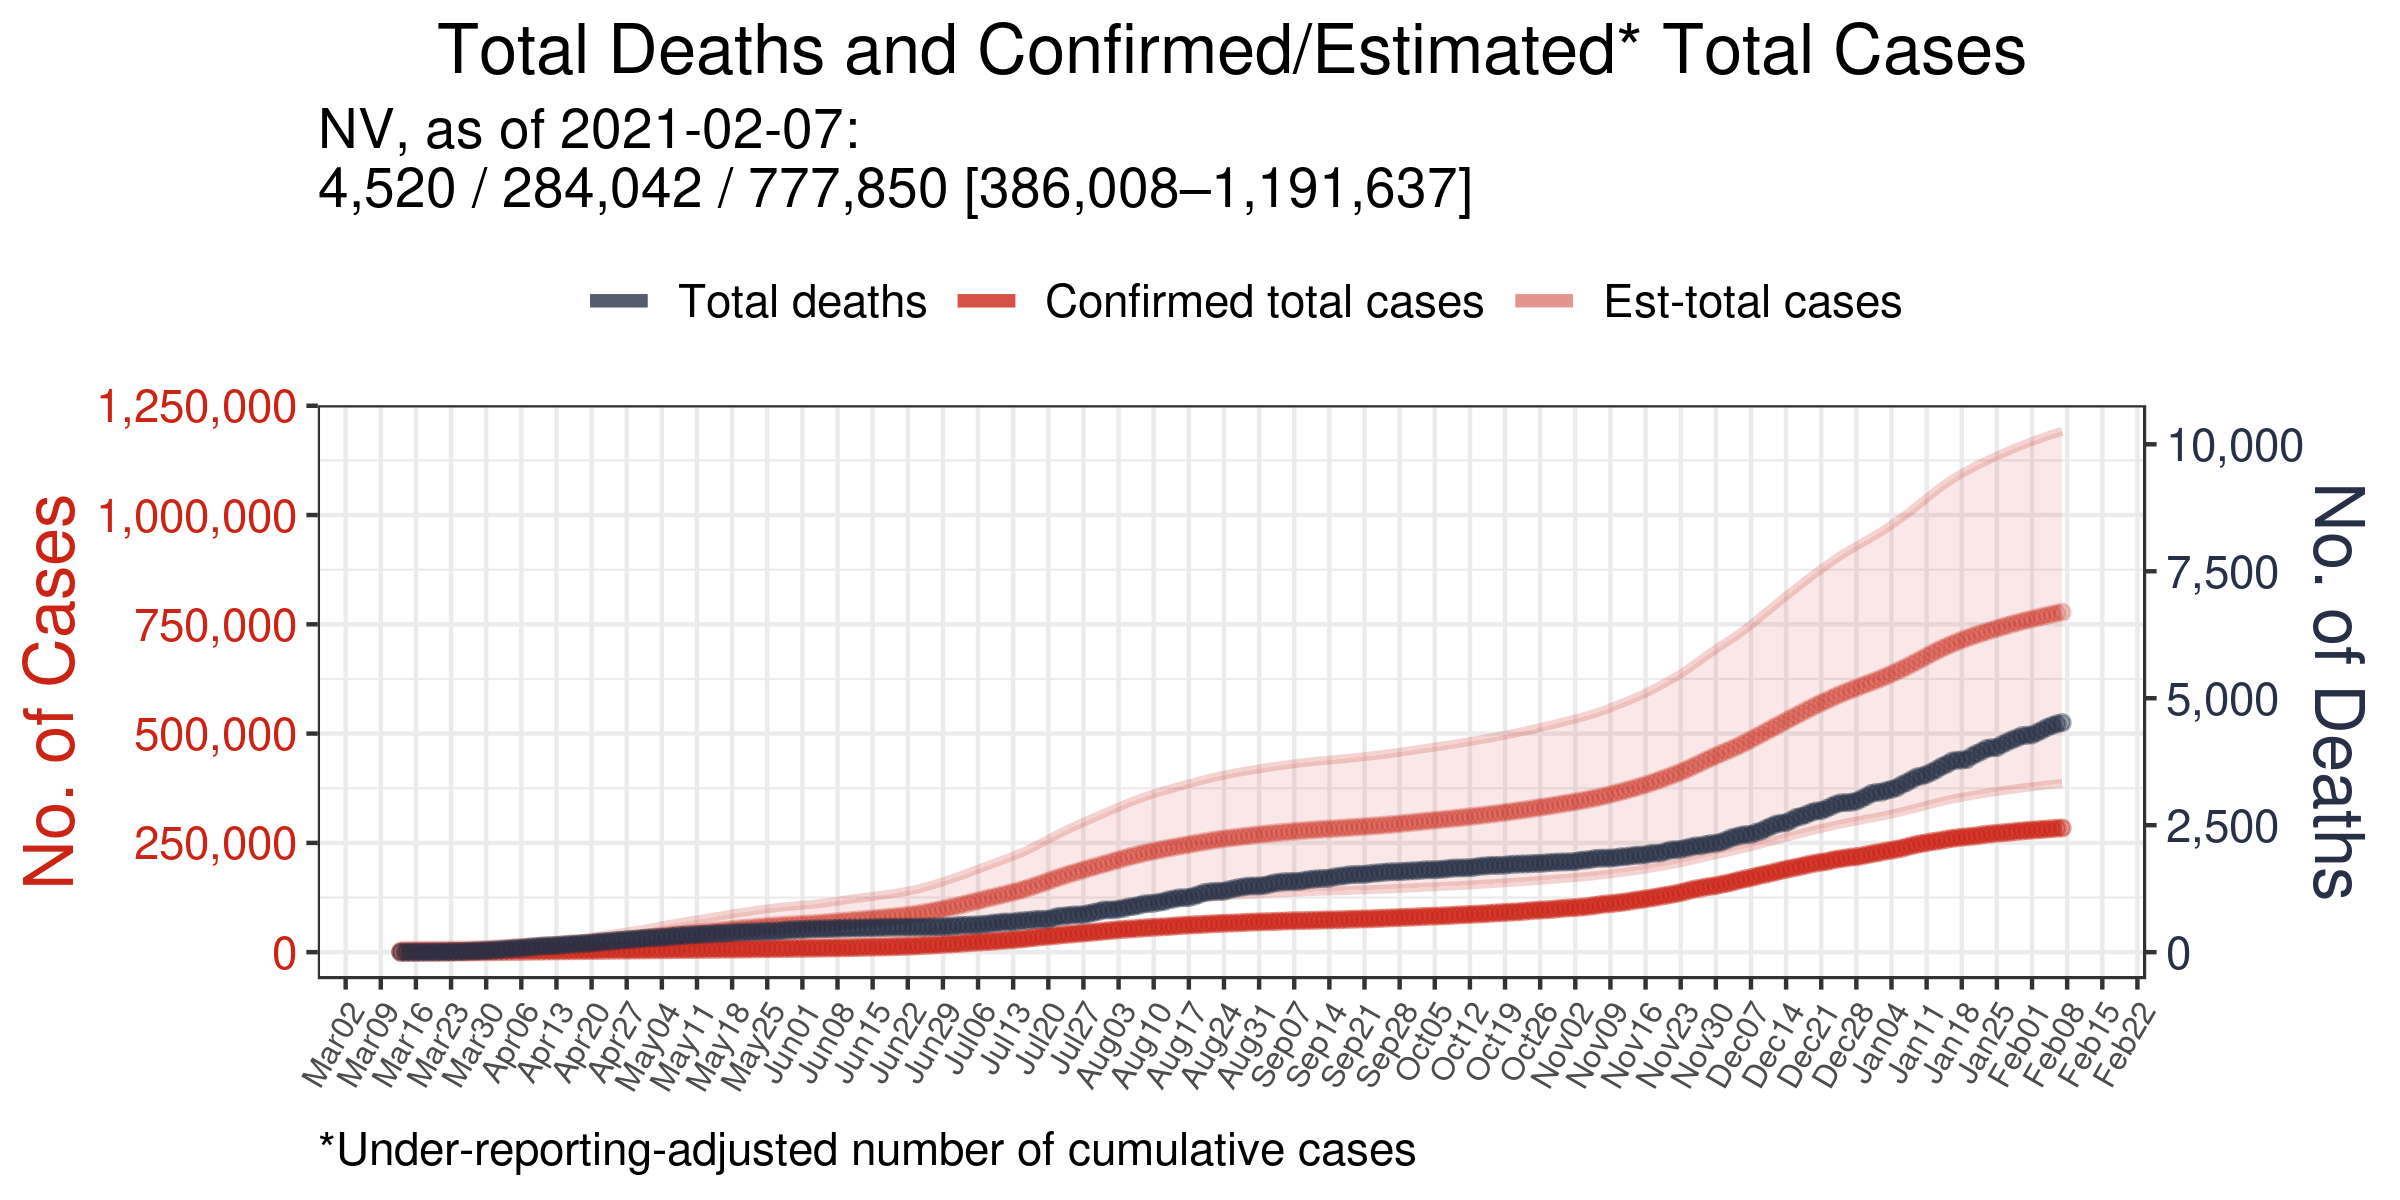 Total Deaths and Confirmed/Estimated* Total Cases
NV, as of 2021-02-07:
4,520 / 284,042 / 777,850 [386,008–1,191,637]
Total deaths
Confirmed total cases
Est-total cases
No. of Cases
1,250,000
1,000,000
750,000
500,000
250,000
0
10,000
7,500
5,000
2,500
0
No. of Deaths
Mar02
Mar09
Mar16
Mar23
Mar30
Apr06
Apr13
Apr20
Apr27
May04
May11
May18
May25
Jun01
Jun08
Jun15
Jun22
Jun29
Jul06
Jul13
Jul20
Jul27
Aug03
Aug10
Aug17
Aug24
Aug31
Sep07
Sep14
Sep21
Sep28
Oct05
Oct12
Oct19
Oct26
Nov02
Nov09
Nov16
Nov23
Nov30
Dec07
Dec14
Dec21
Dec28
Jan04
Jan11
Jan18
Jan25
Feb01
Feb08
Feb15
Feb22
*Under-reporting-adjusted number of cumulative cases